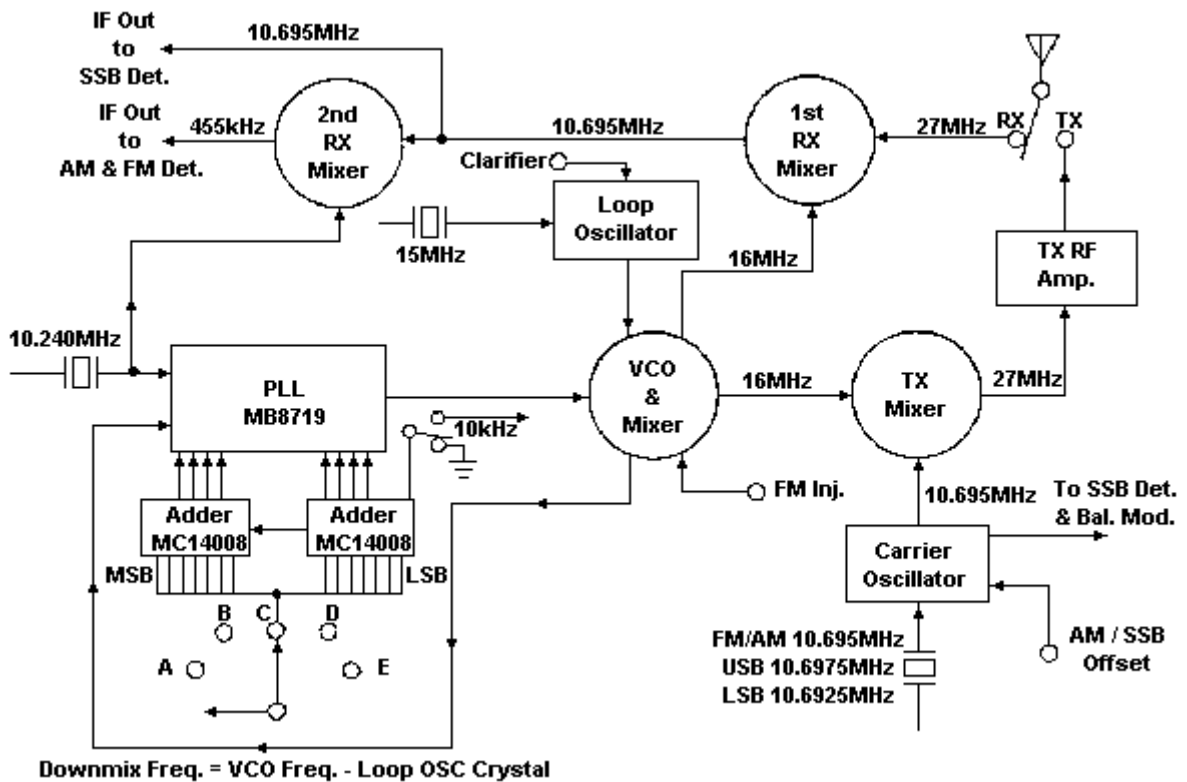 IF Out
to
SSB Det.
10.695MHz
IF Out
to
AM & FM Det.
455kHz
2nd
RX
Mixer
10.695MHz
1st
RX
Mixer
27MHz
RX
TX
Clarifier
Loop
Oscillator
15MHz
16MHz
TX RF
Amp.
10.240MHz
PLL
MB8719
VCO
&
Mixer
16MHz
TX
Mixer
27MHz
10kHz
FM Inj.
10.695MHz
To SSB Det.
& Bal. Mod.
Adder
MC14008
Adder
MC14008
MSB
LSB
Carrier
Oscillator
A
B
C
D
E
FM/AM 10.695MHz
USB 10.6975MHz
LSB 10.6925MHz
AM / SSB
Offset
Downmix Freq. = VCO Freq. - Loop OSC Crystal